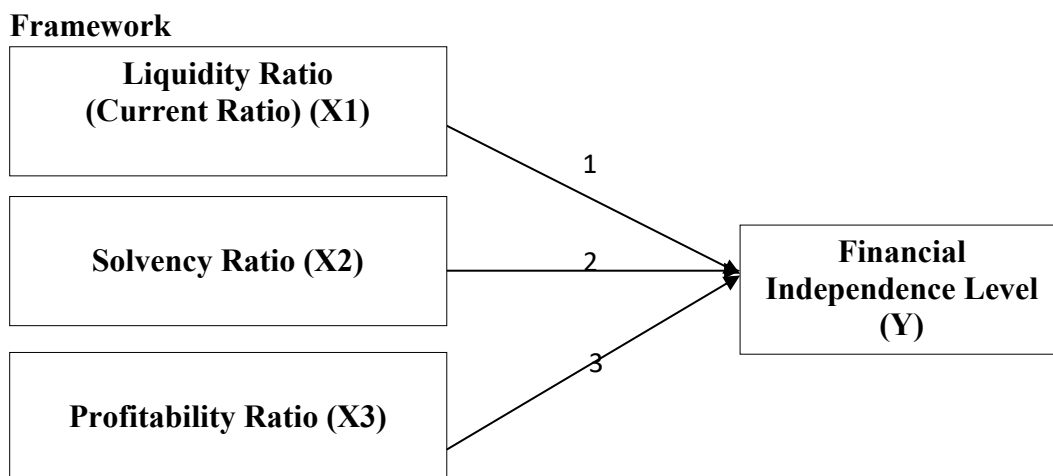 Framework
Liquidity Ratio
(Current Ratio) (X1)
1
Solvency Ratio (X2)
2
Financial
Independence Level
(Y)
3
Profitability Ratio (X3)